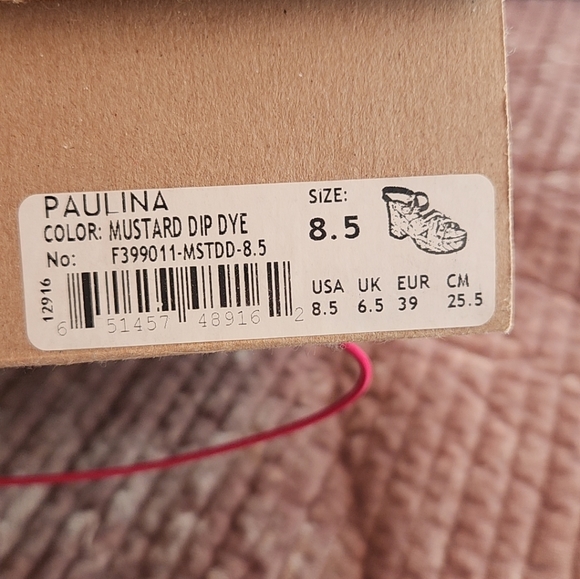 PAULINA
COLOR: MUSTARD DIP DYE
No: F399011-MSTDD-8.5
12916
6 51457 48916 2
SIZE:
8.5
USA UK EUR CM
8.5 6.5 39 25.5